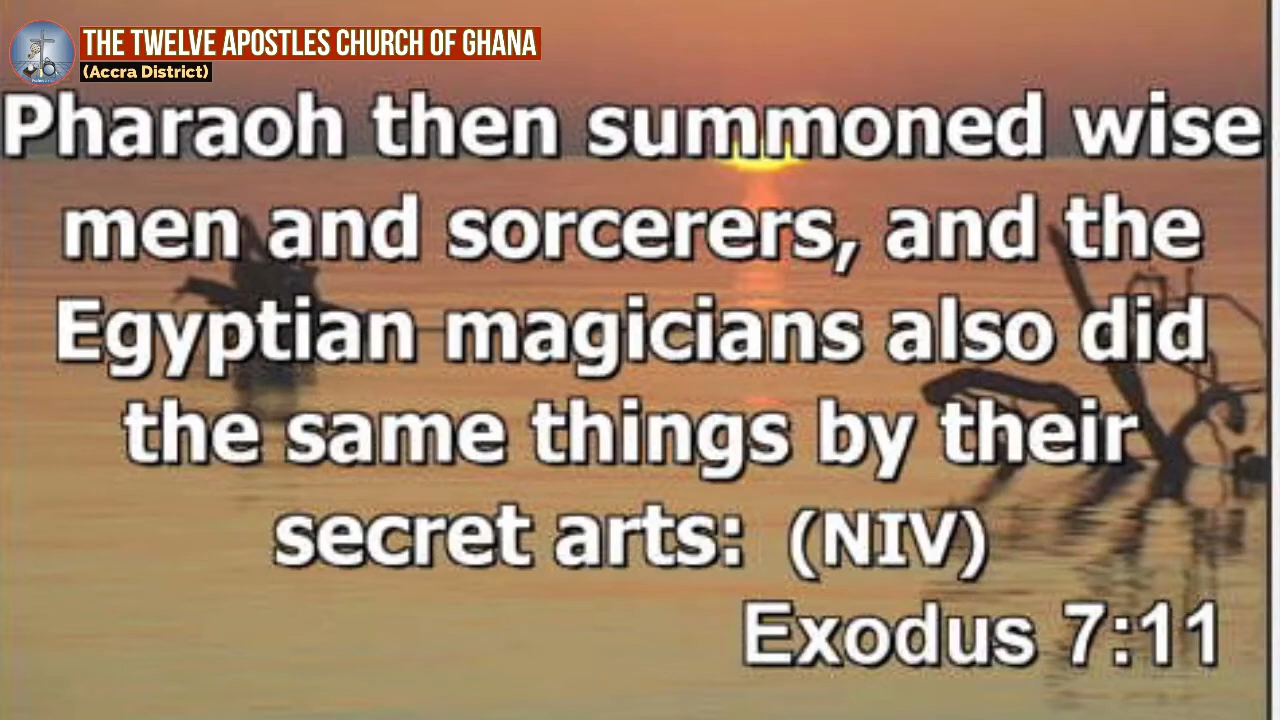 THE TWELVE APOSTLES CHURCH OF GHANA
(Accra District)
Pharaoh then summoned wise
men and sorcerers, and the
Egyptian magicians also did
the same things by their
secret arts: (NIV)
Exodus 7:11